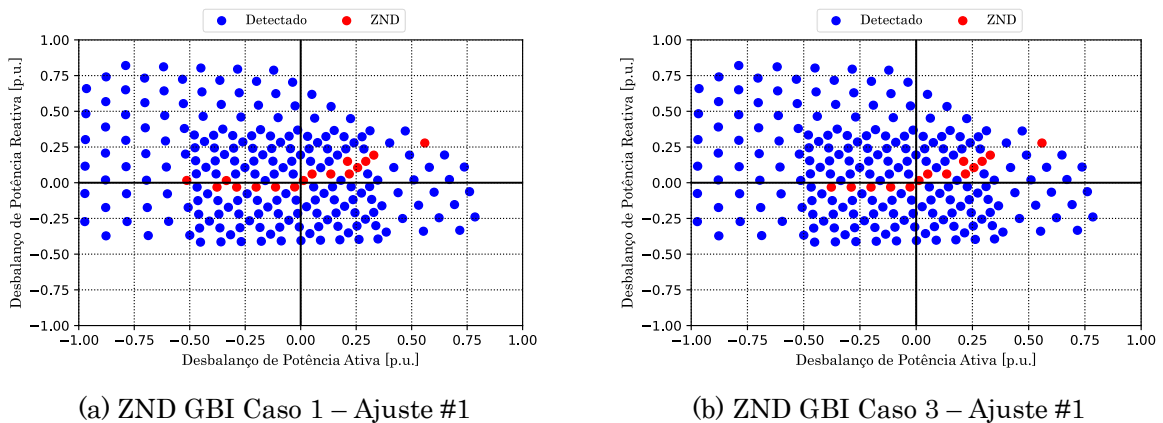 Detectado ZND
Detectado ZND
1.00
0.75
0.50
0.25
0.00
−0.25
−0.50
−0.75
−1.00
Desbalanço de Potência Reativa [p.u.]
−1.00 −0.75 −0.50 −0.25 0.00 0.25 0.50 0.75 1.00
Desbalanço de Potência Ativa [p.u.]
1.00
0.75
0.50
0.25
0.00
−0.25
−0.50
−0.75
−1.00
Desbalanço de Potência Reativa [p.u.]
−1.00 −0.75 −0.50 −0.25 0.00 0.25 0.50 0.75 1.00
Desbalanço de Potência Ativa [p.u.]
(a) ZND GBI Caso 1 – Ajuste #1
(b) ZND GBI Caso 3 – Ajuste #1